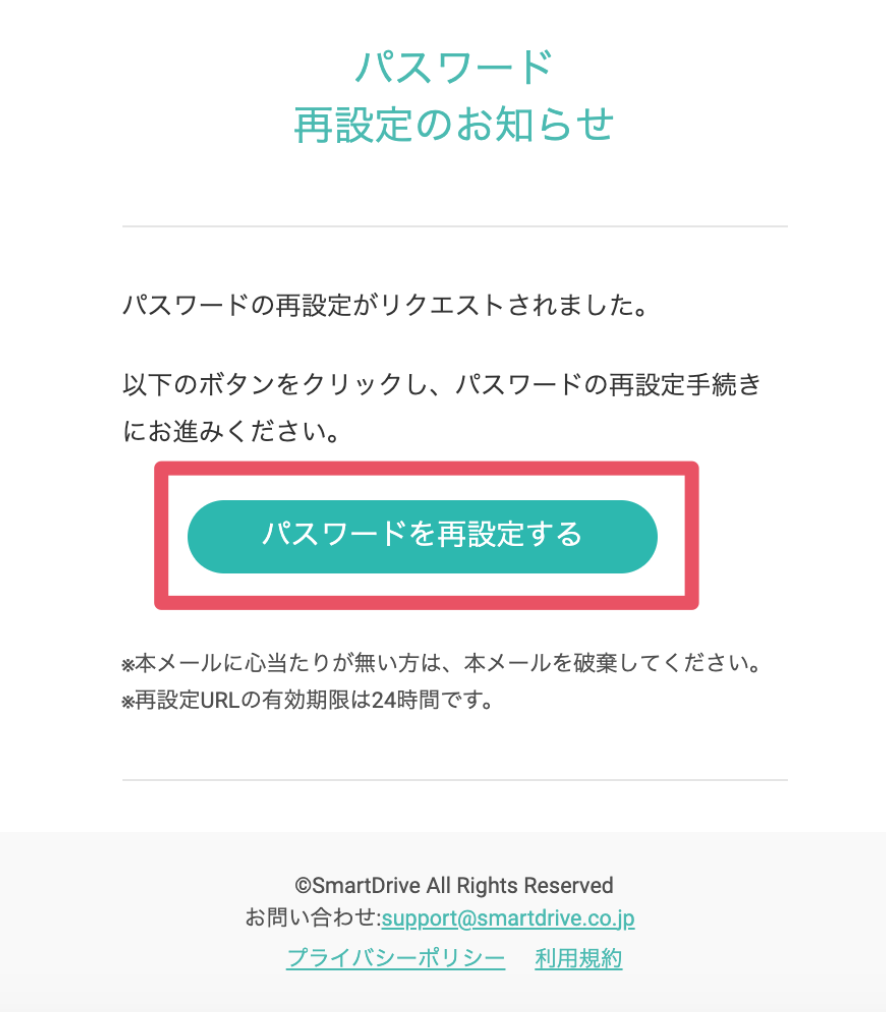 パスワード
再設定のお知らせ
パスワードの再設定がリクエストされました。
以下のボタンをクリックし、パスワードの再設定手続き
にお進みください。
パスワードを再設定する
※本メールに心当たりが無い方は、本メールを破棄してください。
※再設定URLの有効期限は24時間です。
©SmartDrive All Rights Reserved
お問い合わせ:support@smartdrive.co.jp
プライバシーポリシー 利用規約